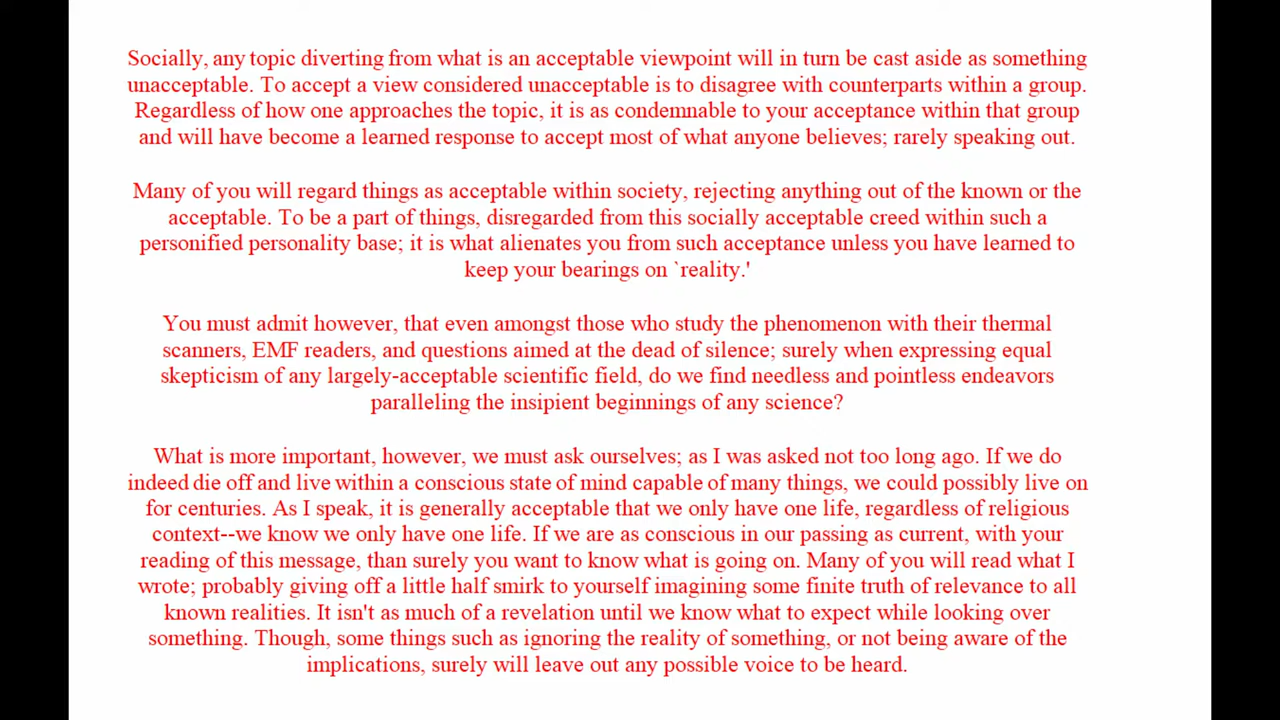 Socially, any topic diverting from what is an acceptable viewpoint will in turn be cast aside as something
unacceptable. To accept a view considered unacceptable is to disagree with counterparts within a group.
Regardless of how one approaches the topic, it is as condemnable to your acceptance within that group
and will have become a learned response to accept most of what anyone believes; rarely speaking out.
Many of you will regard things as acceptable within society, rejecting anything out of the known or the
acceptable. To be a part of things, disregarded from this socially acceptable creed within such a
personified personality base; it is what alienates you from such acceptance unless you have learned to
keep your bearings on `reality.'
You must admit however, that even amongst those who study the phenomenon with their thermal
scanners, EMF readers, and questions aimed at the dead of silence; surely when expressing equal
skepticism of any largely-acceptable scientific field, do we find needless and pointless endeavors
paralleling the insipient beginnings of any science?
What is more important, however, we must ask ourselves; as I was asked not too long ago. If we do
indeed die off and live within a conscious state of mind capable of many things, we could possibly live on
for centuries. As I speak, it is generally acceptable that we only have one life, regardless of religious
context--we know we only have one life. If we are as conscious in our passing as current, with your
reading of this message, than surely you want to know what is going on. Many of you will read what I
wrote; probably giving off a little half smirk to yourself imagining some finite truth of relevance to all
known realities. It isn't as much of a revelation until we know what to expect while looking over
something. Though, some things such as ignoring the reality of something, or not being aware of the
implications, surely will leave out any possible voice to be heard.